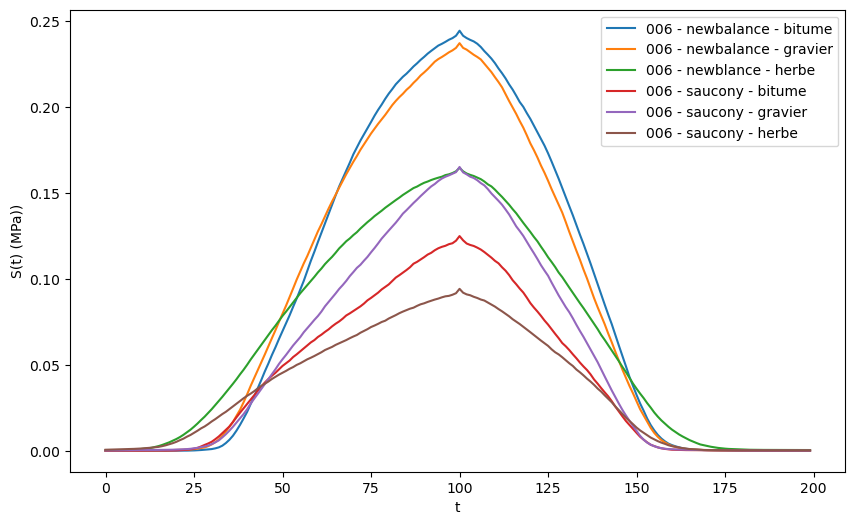 0.25
0.20
0.15
0.10
0.05
0.00
S(t) (MPa))
0 25 50 75 100 125 150 175 200
t
006 - newbalance - bitume
006 - newbalance - gravier
006 - newblance - herbe
006 - saucony - bitume
006 - saucony - gravier
006 - saucony - herbe